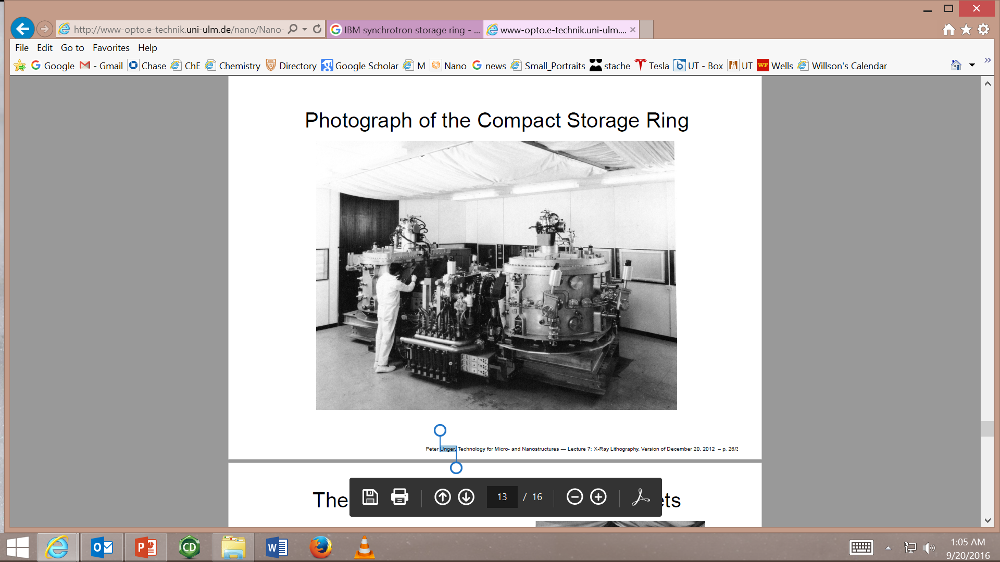 http://www-opto.e-technik.uni-ulm.de/nano/Nano-
IBM synchrotron storage ring - ...
www-opto.e-technik.uni-ulm....
File Edit Go to Favorites Help
Google - Gmail Chase ChE Chemistry Directory Google Scholar M Nano news Small_Portraits stache Tesla UT - Box UT WF Wells Willson's Calendar
Photograph of the Compact Storage Ring
Peter Unger, Technology for Micro- and Nanostructures — Lecture 7: X-Ray Lithography, Version of December 20, 2012 – p. 26/3
The ets
13 / 16
1:05 AM
9/20/2016